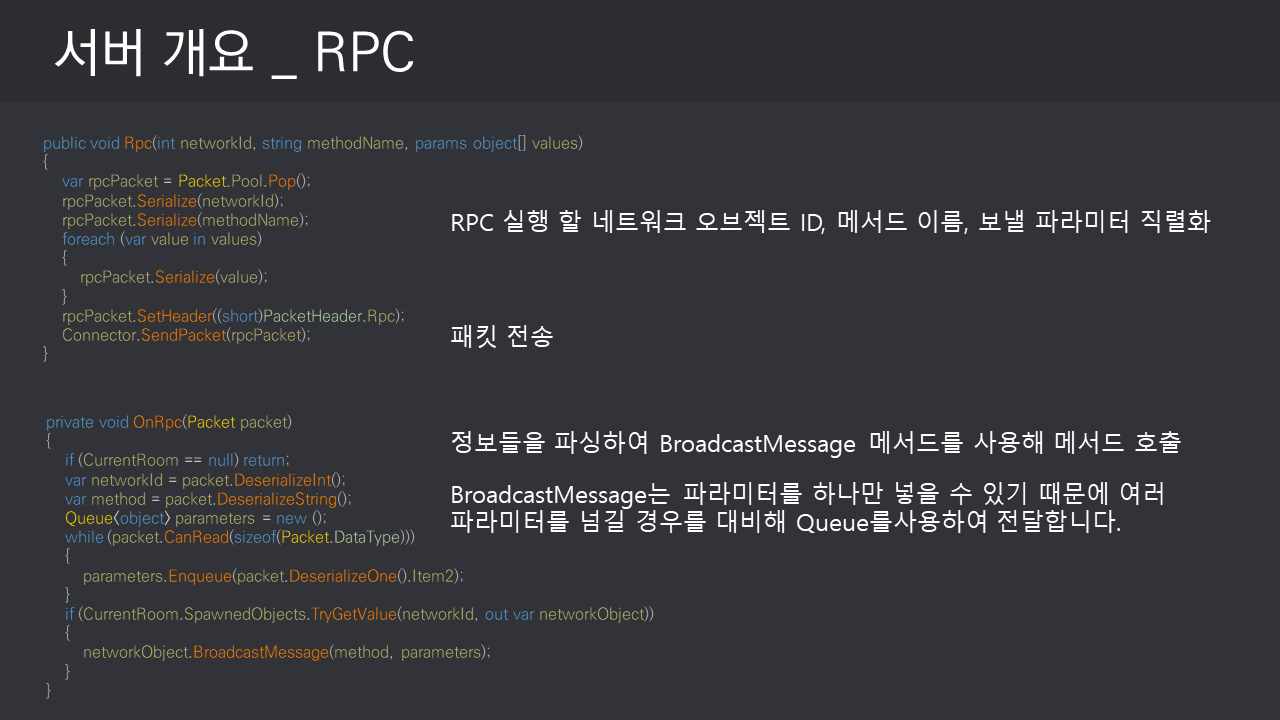 서버 개요 _ RPC
public void Rpc(int networkId, string methodName, params object[] values)
{
var rpcPacket = Packet.Pool.Pop();
rpcPacket.Serialize(networkId);
rpcPacket.Serialize(methodName);
foreach (var value in values)
{
rpcPacket.Serialize(value);
}
rpcPacket.SetHeader((short)PacketHeader.Rpc);
Connector.SendPacket(rpcPacket);
}
RPC 실행 할 네트워크 오브젝트 ID, 메서드 이름, 보낼 파라미터 직렬화
패킷 전송
private void OnRpc(Packet packet)
{
if (CurrentRoom == null) return;
var networkId = packet.DeserializeInt();
var method = packet.DeserializeString();
Queue<object> parameters = new ();
while (packet.CanRead(sizeof(Packet.DataType)))
{
parameters.Enqueue(packet.DeserializeOne().Item2);
}
if (CurrentRoom.SpawnedObjects.TryGetValue(networkId, out var networkObject))
{
networkObject.BroadcastMessage(method, parameters);
}
}
정보들을 파싱하여 BroadcastMessage 메서드를 사용해 메서드 호출
BroadcastMessage는 파라미터를 하나만 넣을 수 있기 때문에 여러
파라미터를 넘길 경우를 대비해 Queue를사용하여 전달합니다.